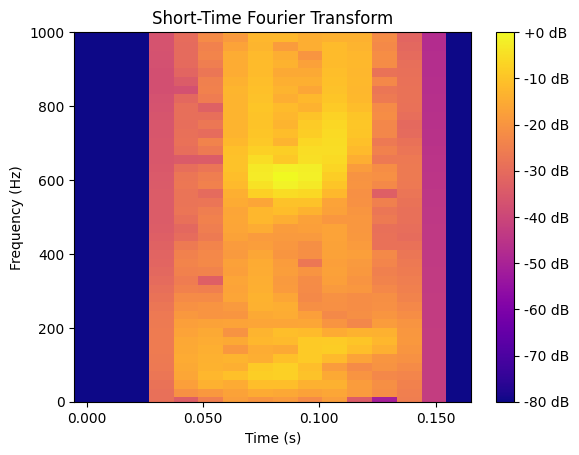 Short-Time Fourier Transform
Frequency (Hz)
1000
800
600
400
200
0
0.000
0.050
0.100
0.150
Time (s)
+0 dB
-10 dB
-20 dB
-30 dB
-40 dB
-50 dB
-60 dB
-70 dB
-80 dB